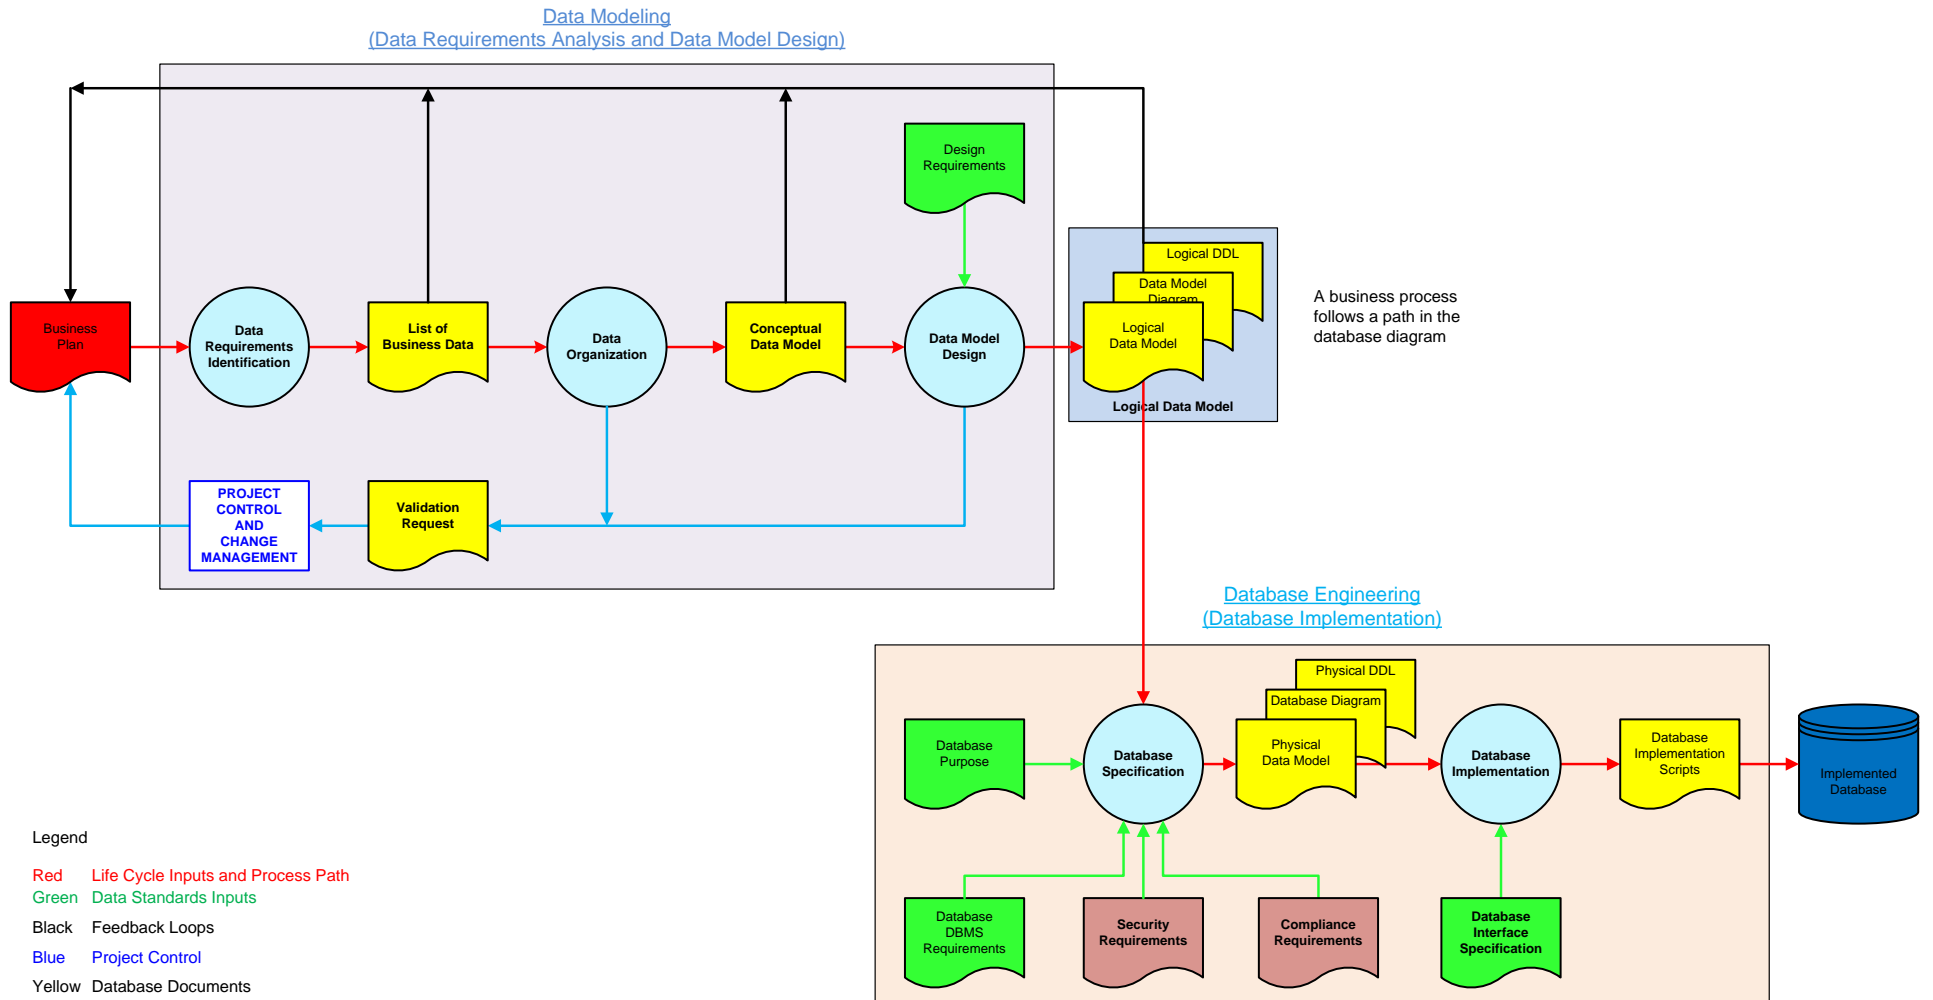 Data Modeling
(Data Requirements Analysis and Data Model Design)
Design
Requirements
Logical DDL
Data Model
Diagram
Logical
Data Model
Logical Data Model
A business process
follows a path in the
database diagram
Business
Plan
Data
Requirements
Identification
List of
Business Data
Data
Organization
Conceptual
Data Model
Data Model
Design
PROJECT
CONTROL
AND
CHANGE
MANAGEMENT
Validation
Request
Database Engineering
(Database Implementation)
Physical DDL
Database Diagram
Physical
Data Model
Database
Purpose
Database
Specification
Database
Implementation
Database
Implementation
Scripts
Implemented
Database
Database
DBMS
Requirements
Security
Requirements
Compliance
Requirements
Database
Interface
Specification
Legend
Red Life Cycle Inputs and Process Path
Green Data Standards Inputs
Black Feedback Loops
Blue Project Control
Yellow Database Documents